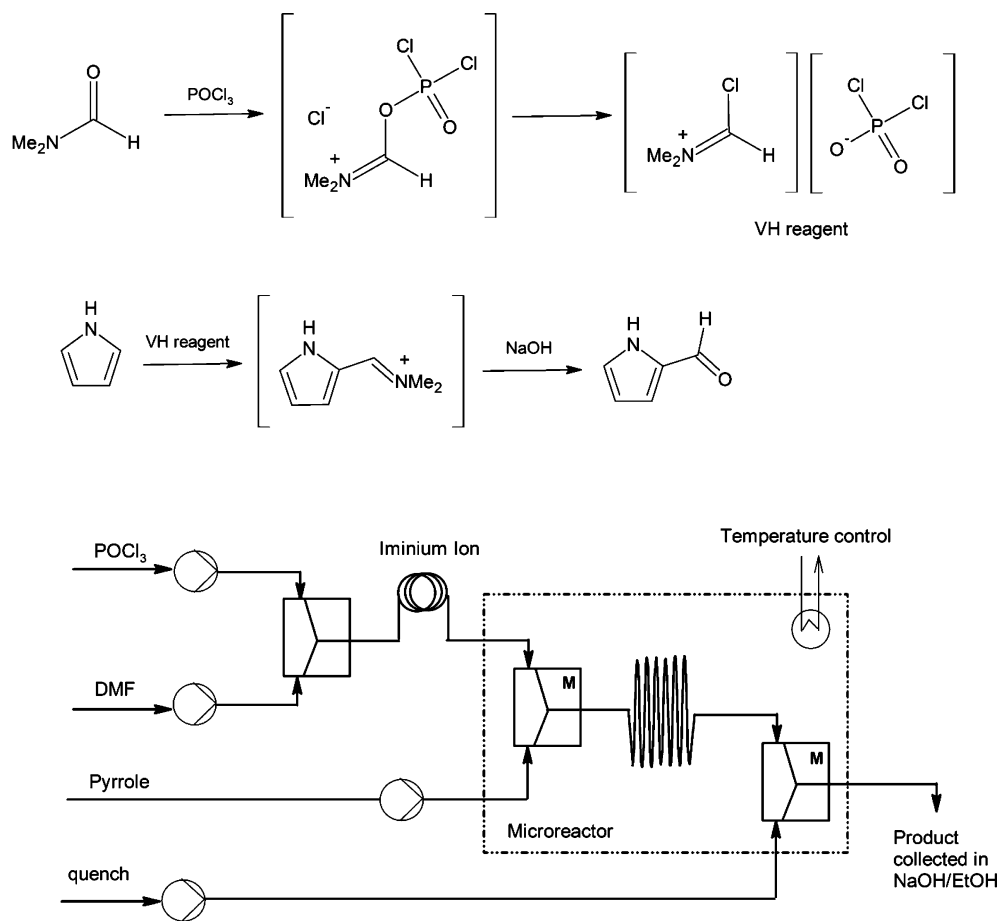 O
Me₂N
H
POCl₃
Cl⁻
Cl
Cl
P
O
O
+
Me₂N
H
Cl
+
Me₂N
H
Cl
Cl
P
O⁻
O
VH reagent
H
N
VH reagent
H
N
+
NMe₂
NaOH
H
N
H
O
POCl₃
Iminium Ion
Temperature control
DMF
M
M
Pyrrole
Microreactor
quench
Product
collected in
NaOH/EtOH